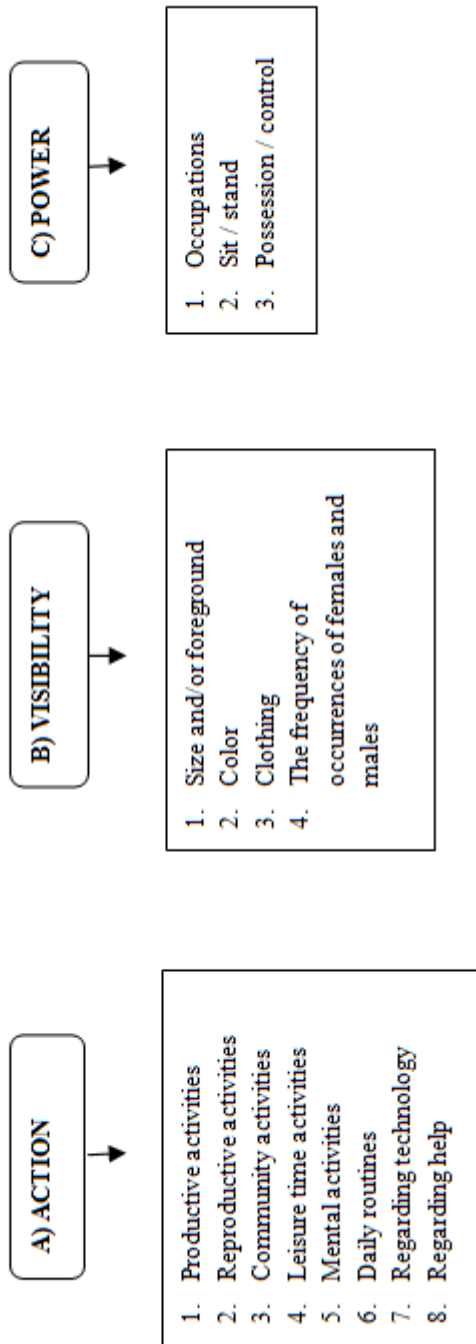 A) ACTION
1. Productive activities
2. Reproductive activities
3. Community activities
4. Leisure time activities
5. Mental activities
6. Daily routines
7. Regarding technology
8. Regarding help
B) VISIBILITY
1. Size and/or foreground
2. Color
3. Clothing
4. The frequency of
occurrences of females and
males
C) POWER
1. Occupations
2. Sit / stand
3. Possession / control